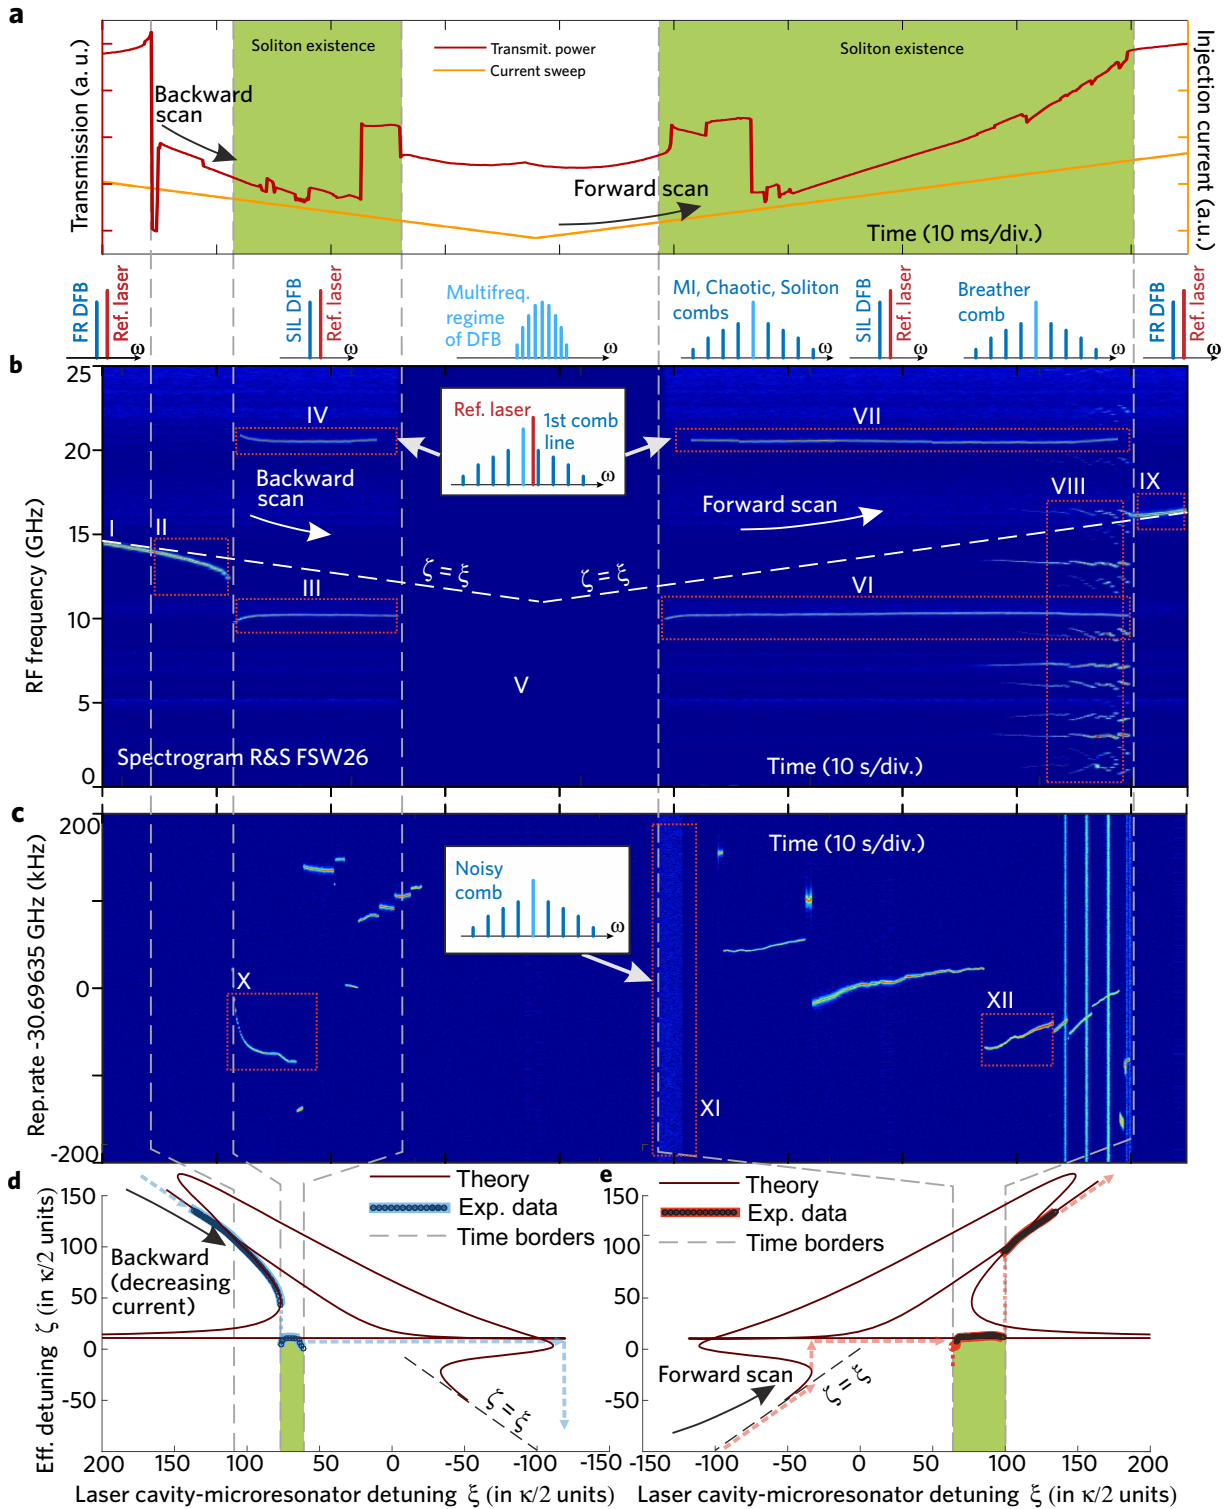 a
Transmission (a. u.)
Injection current
(a.u.)
Soliton existence
Transmit. power
Current sweep
Soliton existence
Backward
scan
Forward scan
Time (10 ms/div.)
FR DFB
Ref. laser
ω
SIL DFB
Ref. laser
ω
Multifreq.
regime
of DFB
ω
MI, Chaotic, Soliton
combs
ω
SIL DFB
Ref. laser
ω
Breather
comb
ω
FR DFB
Ref. laser
ω
b
RF frequency (GHz)
25
20
15
10
5
0
IV
Ref. laser
1st comb
line
ω
VII
Backward
scan
Forward scan
VIII
IX
I
II
ζ = ξ
ζ = ξ
III
VI
V
Spectrogram R&S FSW26
Time (10 s/div.)
c
Rep.rate -30.69635 GHz (kHz)
200
0
-200
Time (10 s/div.)
Noisy
comb
ω
X
XI
XII
d
Eff. detuning ζ (in κ/2 units)
150
100
50
0
-50
Theory
Exp. data
Time borders
Backward
(decreasing
current)
ζ = ξ
200
150
100
50
0
-50
-100
-150
Laser cavity-microresonator detuning ξ (in κ/2 units)
e
150
100
50
0
-50
Theory
Exp. data
Time borders
Forward scan
ζ = ξ
-150
-100
-50
0
50
100
150
200
Laser cavity-microresonator detuning ξ (in κ/2 units)